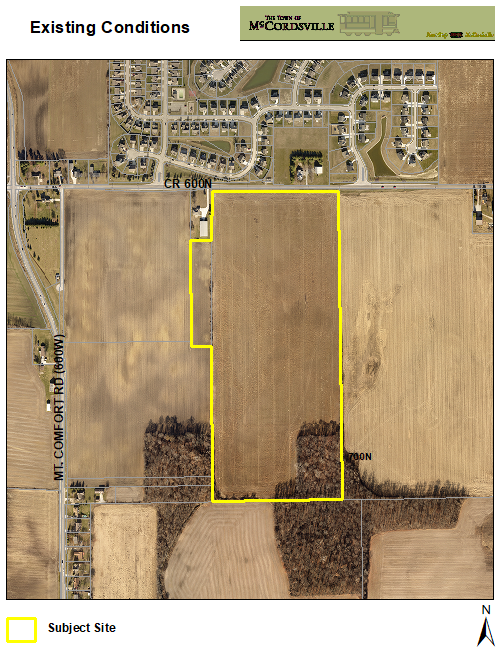 Existing Conditions
THE TOWN OF
MCCORDSVILLE
CR 600N
MT. COMFORT RD (600W)
700N
Subject Site
N